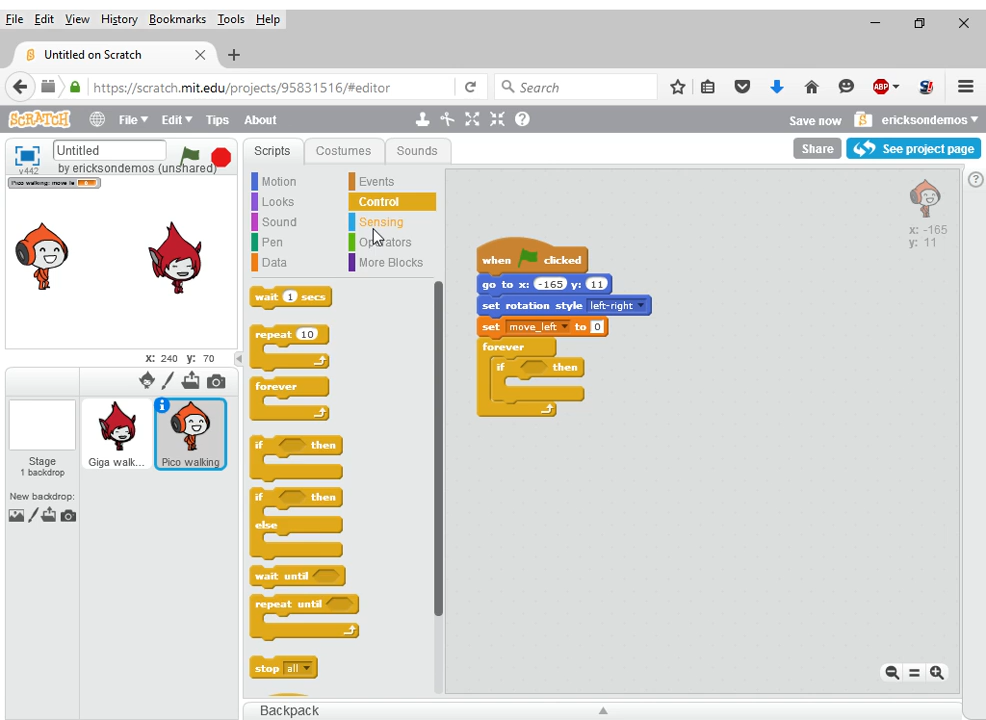 File Edit View History Bookmarks Tools Help
Untitled on Scratch
https://scratch.mit.edu/projects/95831516/#editor
Search
ABP
SCRATCH File Edit Tips About
Save now ericksondemos
v442
Untitled
by ericksondemos (unshared)
Scripts Costumes Sounds
Share See project page
Pico walking: move_le
Motion Events
Looks Control
Sound Sensing
Pen Operators
Data More Blocks
x: -165
y: 11
wait 1 secs
repeat 10
forever
if then
if then
else
wait until
repeat until
stop all
when clicked
go to x: -165 y: 11
set rotation style left-right
set move_left to 0
forever
if then
x: 240 y: 70
Stage
1 backdrop
New backdrop:
Giga walk...
Pico walking
Backpack